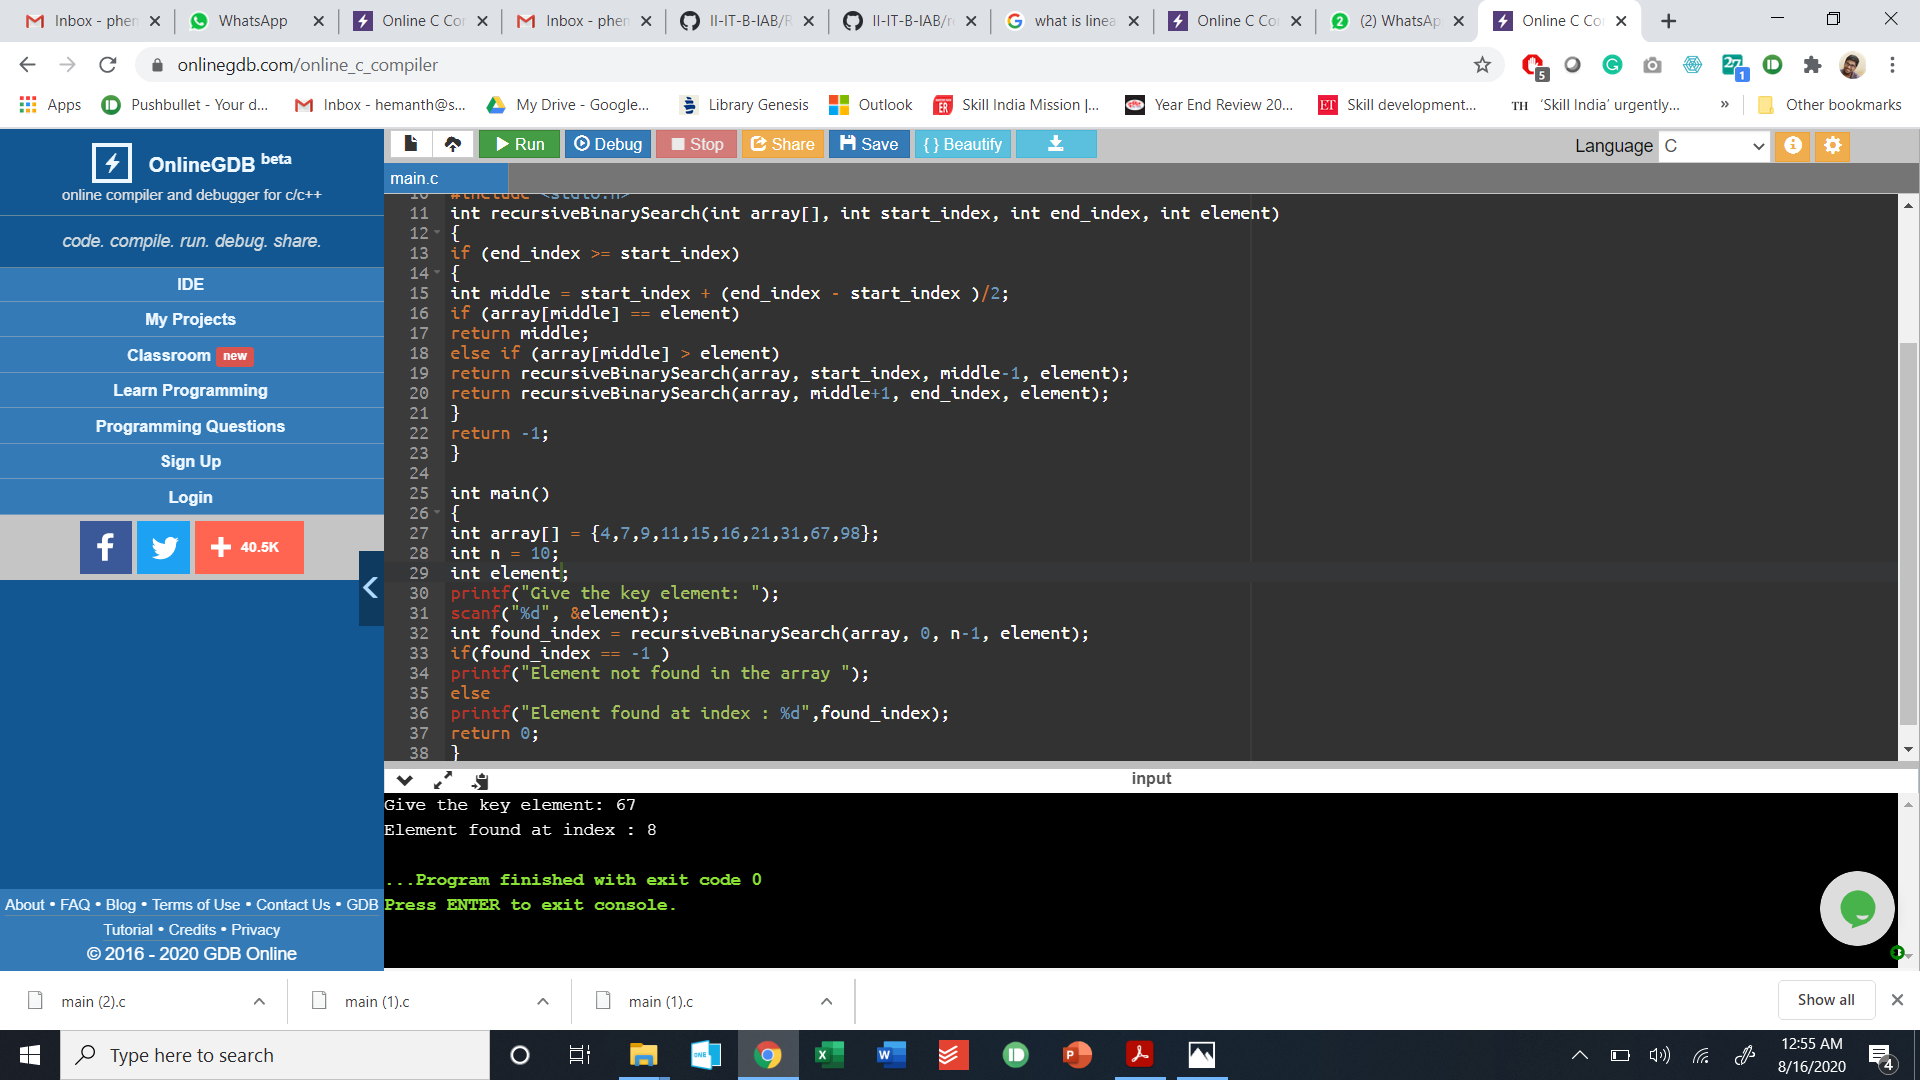 Inbox - phen
WhatsApp
Online C Co
Inbox - phen
II-IT-B-IAB/R
II-IT-B-IAB/re
what is linea
Online C Co
(2) WhatsAp
Online C Co
onlinegdb.com/online_c_compiler
5
27
1
Apps
Pushbullet - Your d...
Inbox - hemanth@s...
My Drive - Google...
Library Genesis
Outlook
Skill India Mission |...
Year End Review 20...
Skill development...
'Skill India' urgently...
»
Other bookmarks
OnlineGDB beta
online compiler and debugger for c/c++
code. compile. run. debug. share.
IDE
My Projects
Classroom new
Learn Programming
Programming Questions
Sign Up
Login
40.5K
About • FAQ • Blog • Terms of Use • Contact Us • GDB
Tutorial • Credits • Privacy
© 2016 - 2020 GDB Online
Run
Debug
Stop
Share
Save
{ } Beautify
Language C
main.c
10 #include <stdio.h>
11 int recursiveBinarySearch(int array[], int start_index, int end_index, int element)
12 {
13 if (end_index >= start_index)
14 {
15 int middle = start_index + (end_index - start_index )/2;
16 if (array[middle] == element)
17 return middle;
18 else if (array[middle] > element)
19 return recursiveBinarySearch(array, start_index, middle-1, element);
20 return recursiveBinarySearch(array, middle+1, end_index, element);
21 }
22 return -1;
23 }
24
25 int main()
26 {
27 int array[] = {4,7,9,11,15,16,21,31,67,98};
28 int n = 10;
29 int element;
30 printf("Give the key element: ");
31 scanf("%d", &element);
32 int found_index = recursiveBinarySearch(array, 0, n-1, element);
33 if(found_index == -1 )
34 printf("Element not found in the array ");
35 else
36 printf("Element found at index : %d",found_index);
37 return 0;
38 }
input
Give the key element: 67
Element found at index : 8
...Program finished with exit code 0
Press ENTER to exit console.
main (2).c
main (1).c
main (1).c
Show all
Type here to search
12:55 AM
8/16/2020
4